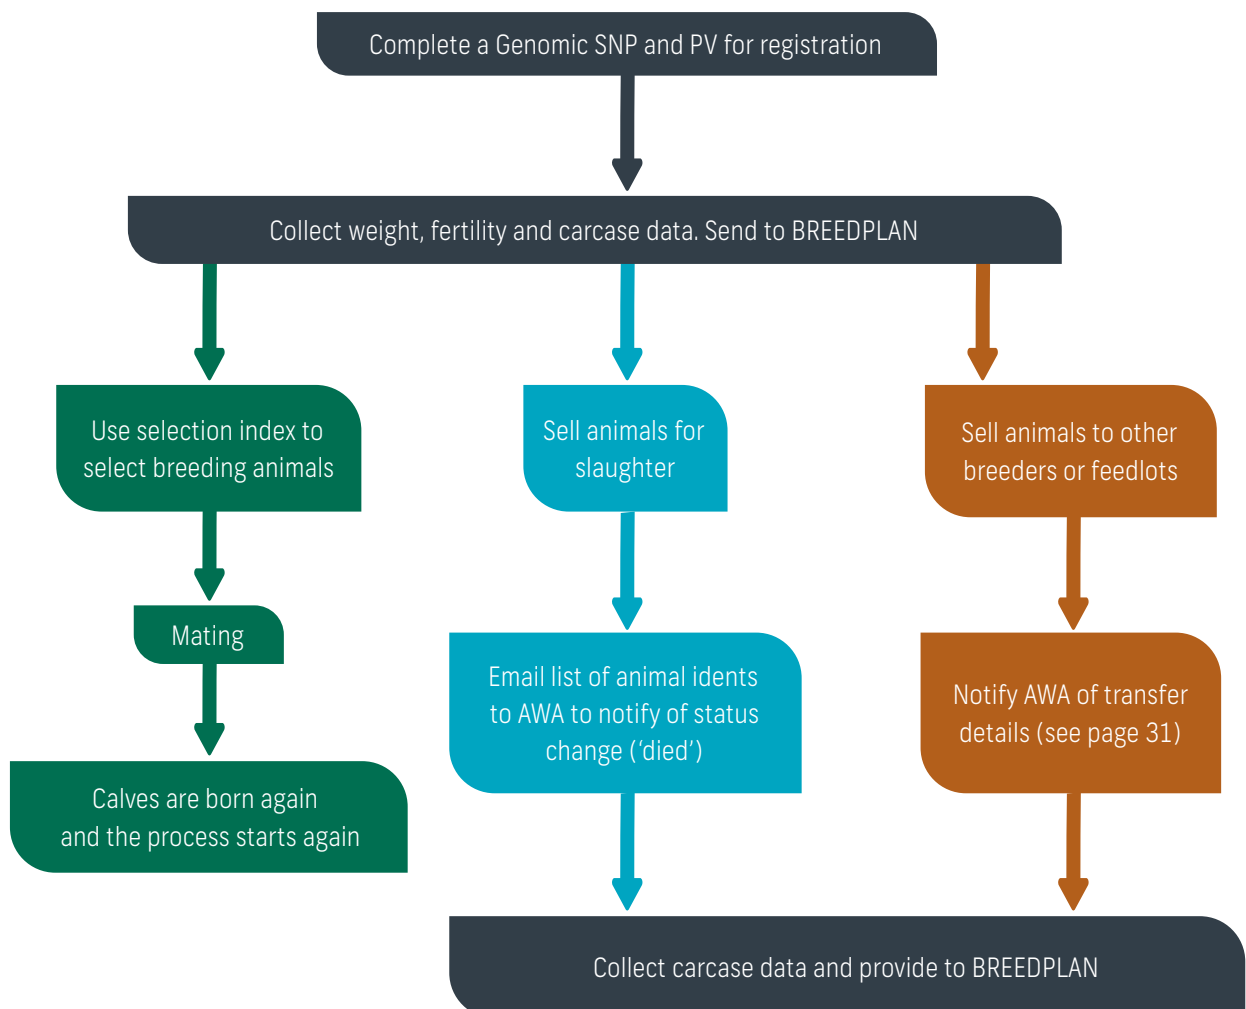 Complete a Genomic SNP and PV for registration
Collect weight, fertility and carcase data. Send to BREEDPLAN
Use selection index to
select breeding animals
Mating
Calves are born again
and the process starts again
Sell animals for
slaughter
Email list of animal idents
to AWA to notify of status
change (‘died’)
Sell animals to other
breeders or feedlots
Notify AWA of transfer
details (see page 31)
Collect carcase data and provide to BREEDPLAN